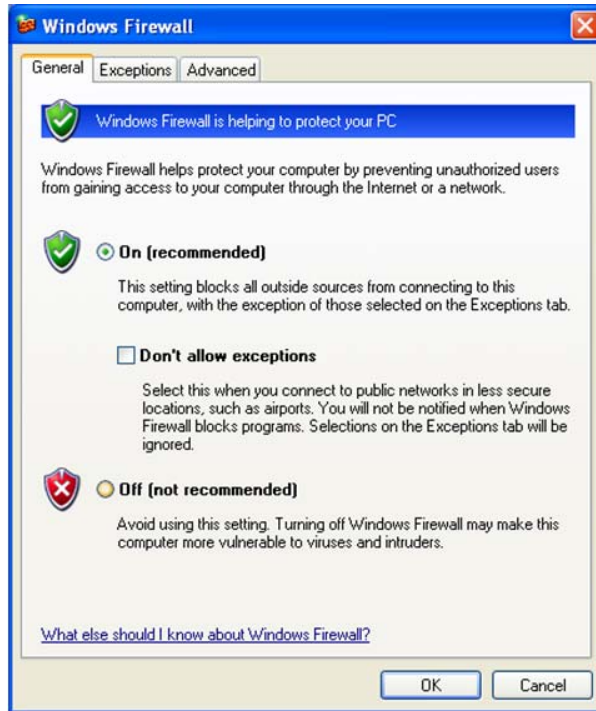 Windows Firewall
General
Exceptions
Advanced
Windows Firewall is helping to protect your PC
Windows Firewall helps protect your computer by preventing unauthorized users
from gaining access to your computer through the Internet or a network.
On (recommended)
This setting blocks all outside sources from connecting to this
computer, with the exception of those selected on the Exceptions tab.
Don't allow exceptions
Select this when you connect to public networks in less secure
locations, such as airports. You will not be notified when Windows
Firewall blocks programs. Selections on the Exceptions tab will be
ignored.
Off (not recommended)
Avoid using this setting. Turning off Windows Firewall may make this
computer more vulnerable to viruses and intruders.
What else should I know about Windows Firewall?
OK
Cancel